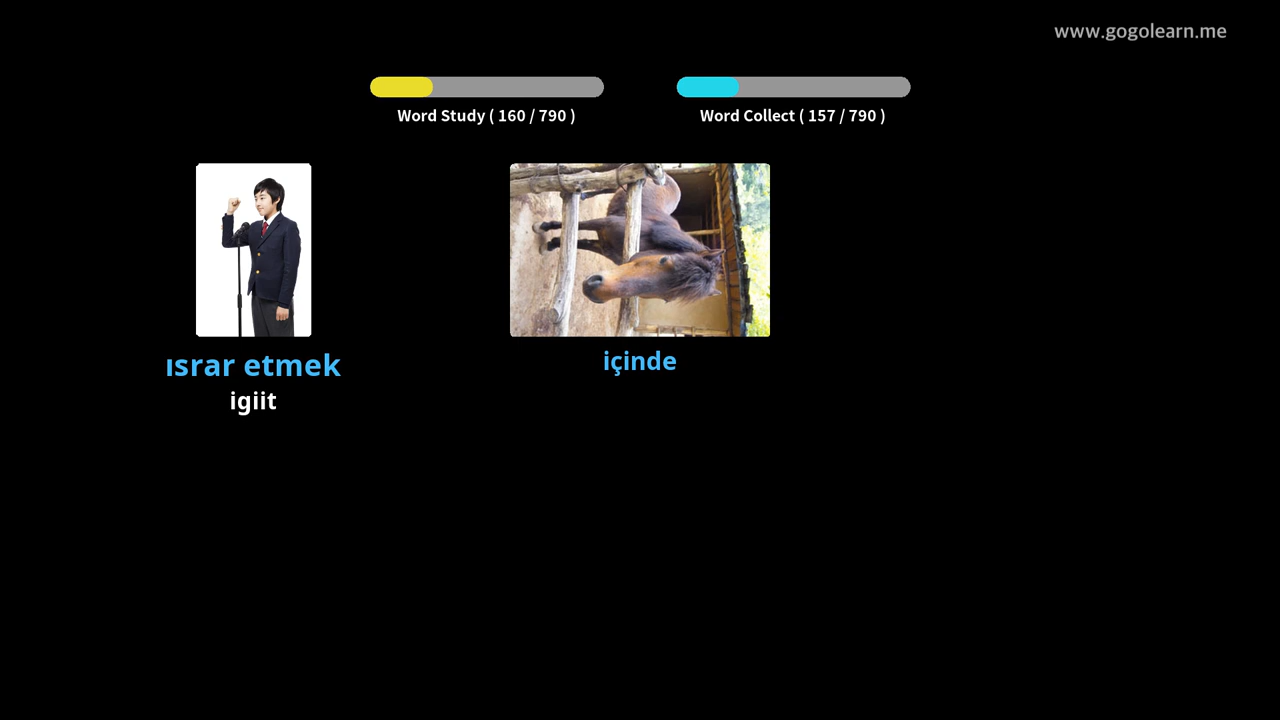 www.gogolearn.me
Word Study ( 160 / 790 )
Word Collect ( 157 / 790 )
ısrar etmek
igiit
içinde